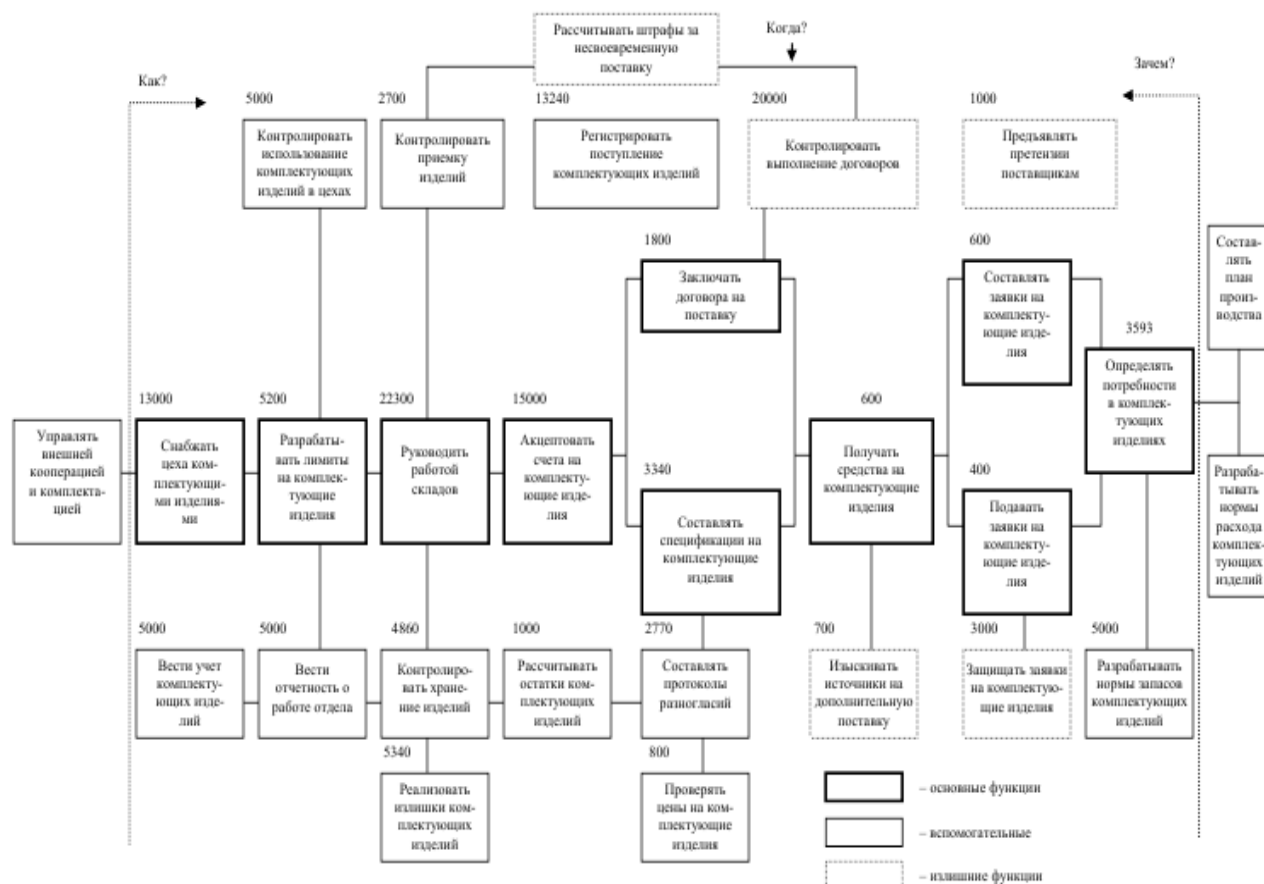 Рассчитывать штрафы за
несвоевременную
поставку
Когда?
Как?
Зачем?
5000
2700
13240
20000
1000
Контролировать
использование
комплектующих
изделий в цехах
Контролировать
приемку
изделий
Регистрировать
поступление
комплектующих изделий
Контролировать
выполнение договоров
Предъявлять
претензии
поставщикам
1800
600
Заключать
договора на
поставку
Составлять
заявки на
комплекту-
ющие изде-
лия
Состав-
лять
план
произ-
водства
3593
Определять
потребности
в комплек-
тующих
изделиях
13000
5200
22300
15000
600
Управлять
внешней
кооперацией
и комплекта-
цией
Снабжать
цеха ком-
плектующи-
ми изделия-
ми
Разрабаты-
вать лимиты
на комплек-
тующие
изделия
Руководить
работой
складов
Акцептовать
счета на
комплекту-
ющие изде-
лия
3340
Составлять
спецификации на
комплектующие
изделия
Получать
средства на
комплектующие
изделия
400
Подавать
заявки на
комплекту-
ющие изде-
лия
Разраба-
тывать
нормы
расхода
комплек-
тующих
изделий
5000
5000
4860
1000
2770
700
3000
5000
Вести учет
комплекту-
ющих изде-
лий
Вести
отчетность о
работе отдела
Контролиро-
вать хране-
ние изделий
Рассчитывать
остатки ком-
плектующих
изделий
Составлять
протоколы
разногласий
Изыскивать
источники на
дополнительную
поставку
Защищать заявки
на комплектую-
щие изделия
Разрабатывать
нормы запасов
комплектующих
изделий
5340
800
Реализовать
излишки ком-
плектующих
изделий
Проверять
цены на ком-
плектующие
изделия
– основные функции
– вспомогательные
– излишние функции